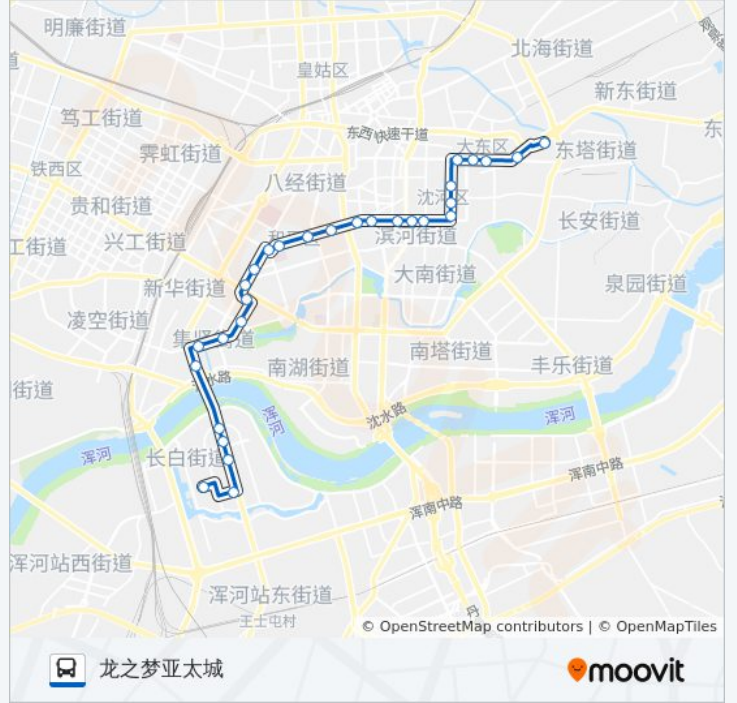 明廉街道
北海街道
皇姑区
新东街道
笃工街道
东西快速干道
霁虹街道
大东区
东塔街道
铁西区
八经街道
沈河区
贵和街道
滨河街道
长安街道
工街道
兴工街道
大南街道
新华街道
泉园街道
凌空街道
集贤街道
南塔街道
南湖街道
丰乐街道
街道
水路
浑河
沈水路
浑河
浑河
长白街道
浑南中路
浑南中路
浑河站西街道
浑河站东街道
王士屯村
© OpenStreetMap contributors | © OpenMapTiles
龙之梦亚太城
moovit